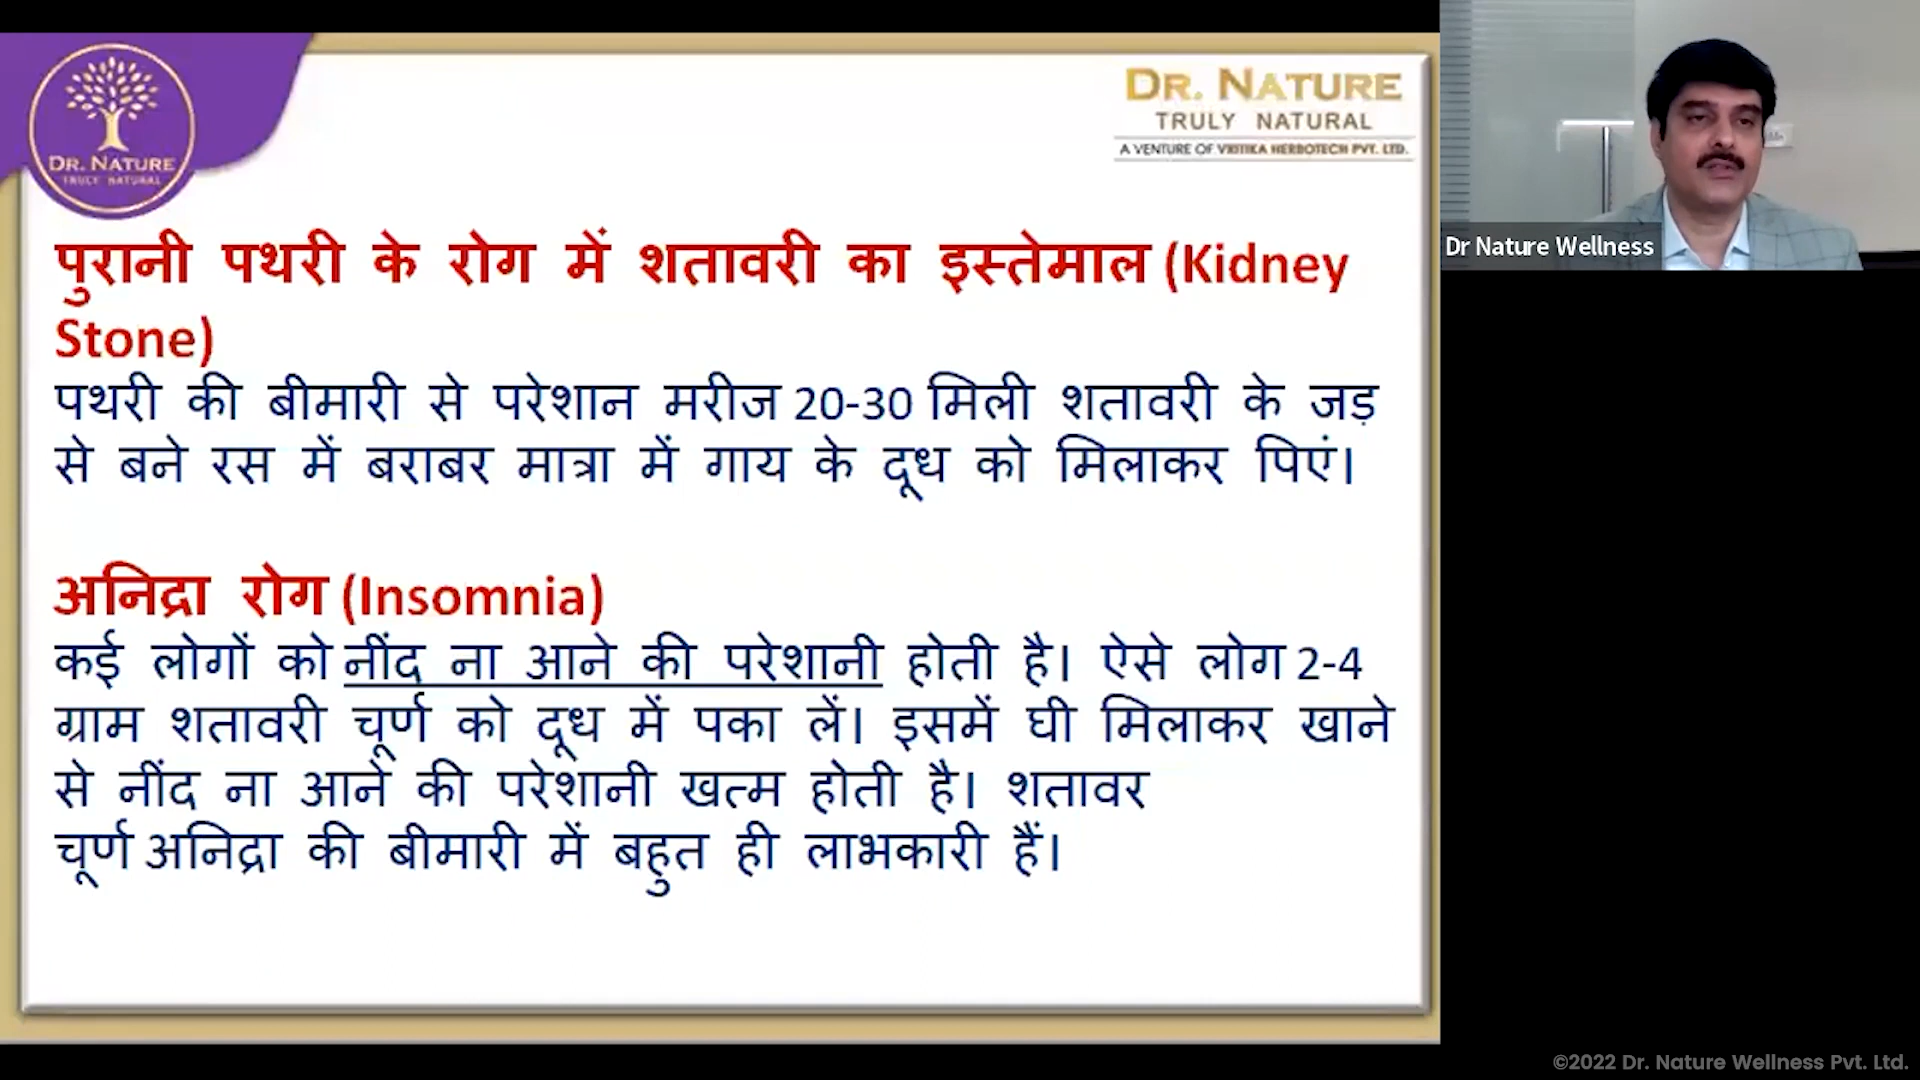 DR. NATURE
TRULY NATURAL
DR. NATURE
TRULY NATURAL
A VENTURE OF VRITIKA HERBOTECH PVT. LTD.
पुरानी पथरी के रोग में शतावरी का इस्तेमाल (Kidney
Stone)
पथरी की बीमारी से परेशान मरीज 20-30 मिली शतावरी के जड़
से बने रस में बराबर मात्रा में गाय के दूध को मिलाकर पिएं।
अनिद्रा रोग (Insomnia)
कई लोगों को नींद ना आने की परेशानी होती है। ऐसे लोग 2-4
ग्राम शतावरी चूर्ण को दूध में पका लें। इसमें घी मिलाकर खाने
से नींद ना आने की परेशानी खत्म होती है। शतावर
चूर्ण अनिद्रा की बीमारी में बहुत ही लाभकारी हैं।
Dr Nature Wellness
©2022 Dr. Nature Wellness Pvt. Ltd.